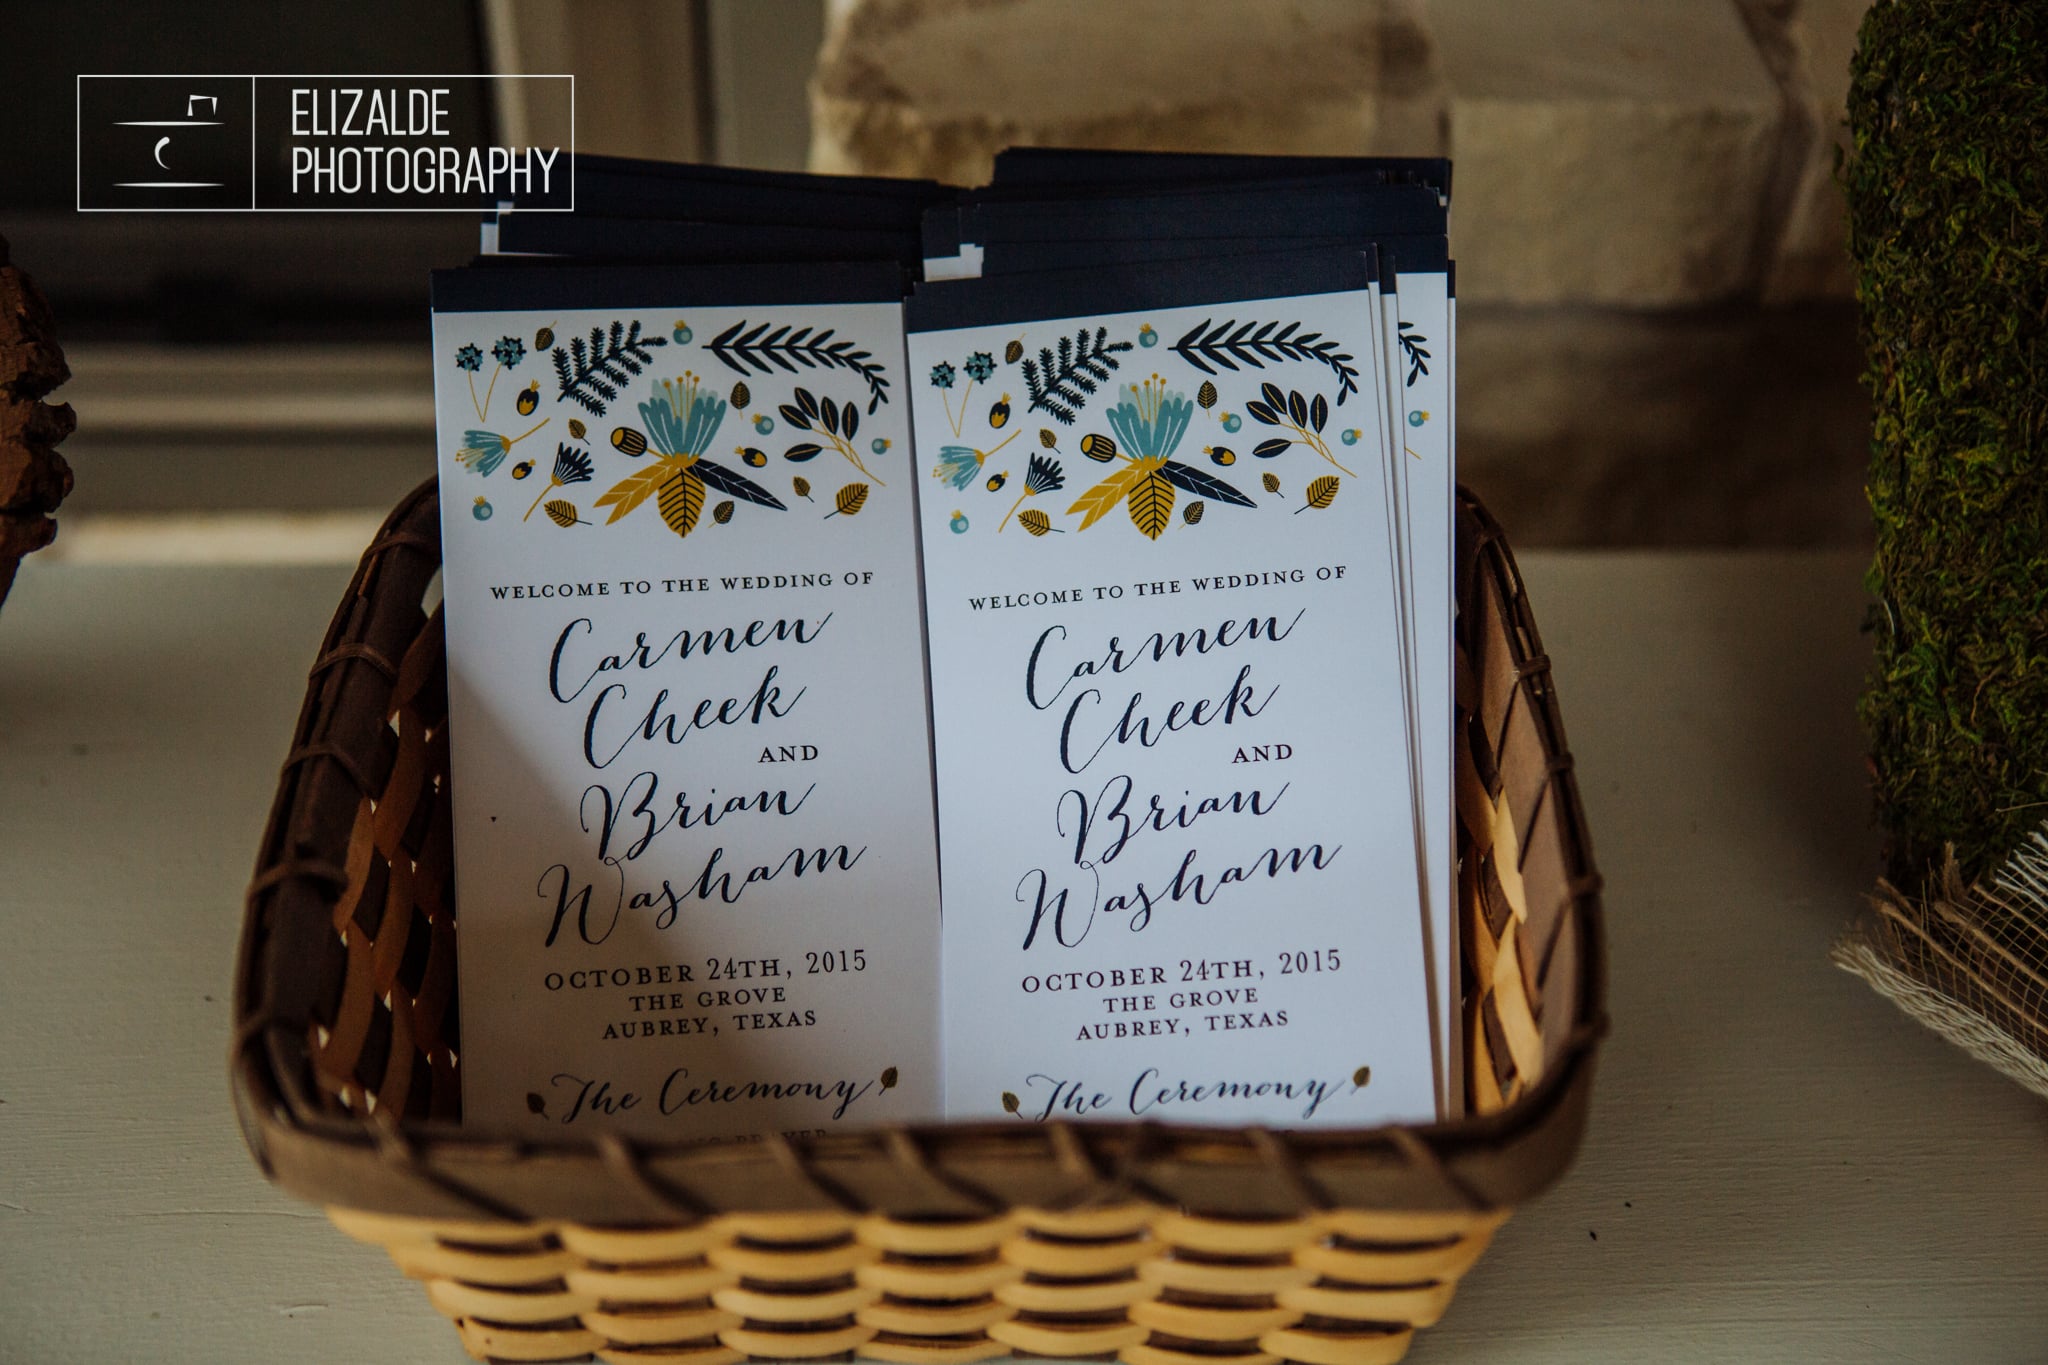 ELIZALDE
PHOTOGRAPHY
WELCOME TO THE WEDDING OF
Carmen
Cheek
AND
Brian
Washam
OCTOBER 24TH, 2015
THE GROVE
AUBREY, TEXAS
The Ceremony
WELCOME TO THE WEDDING OF
Carmen
Cheek
AND
Brian
Washam
OCTOBER 24TH, 2015
THE GROVE
AUBREY, TEXAS
The Ceremony